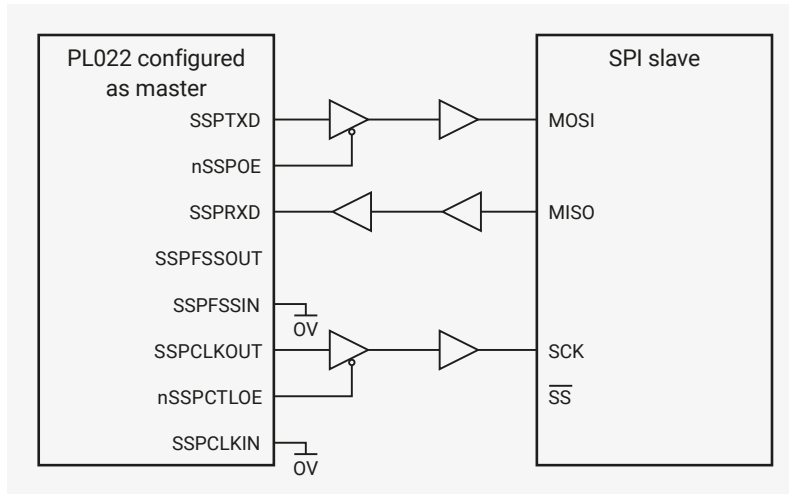 PL022 configured
as master
SPI slave
SSPTXD
MOSI
nSSPOE
SSPRXD
MISO
SSPFSSOUT
SSPFSSIN
0V
SSPCLKOUT
SCK
nSSPCTLOE
SS
SSPCLKIN
0V